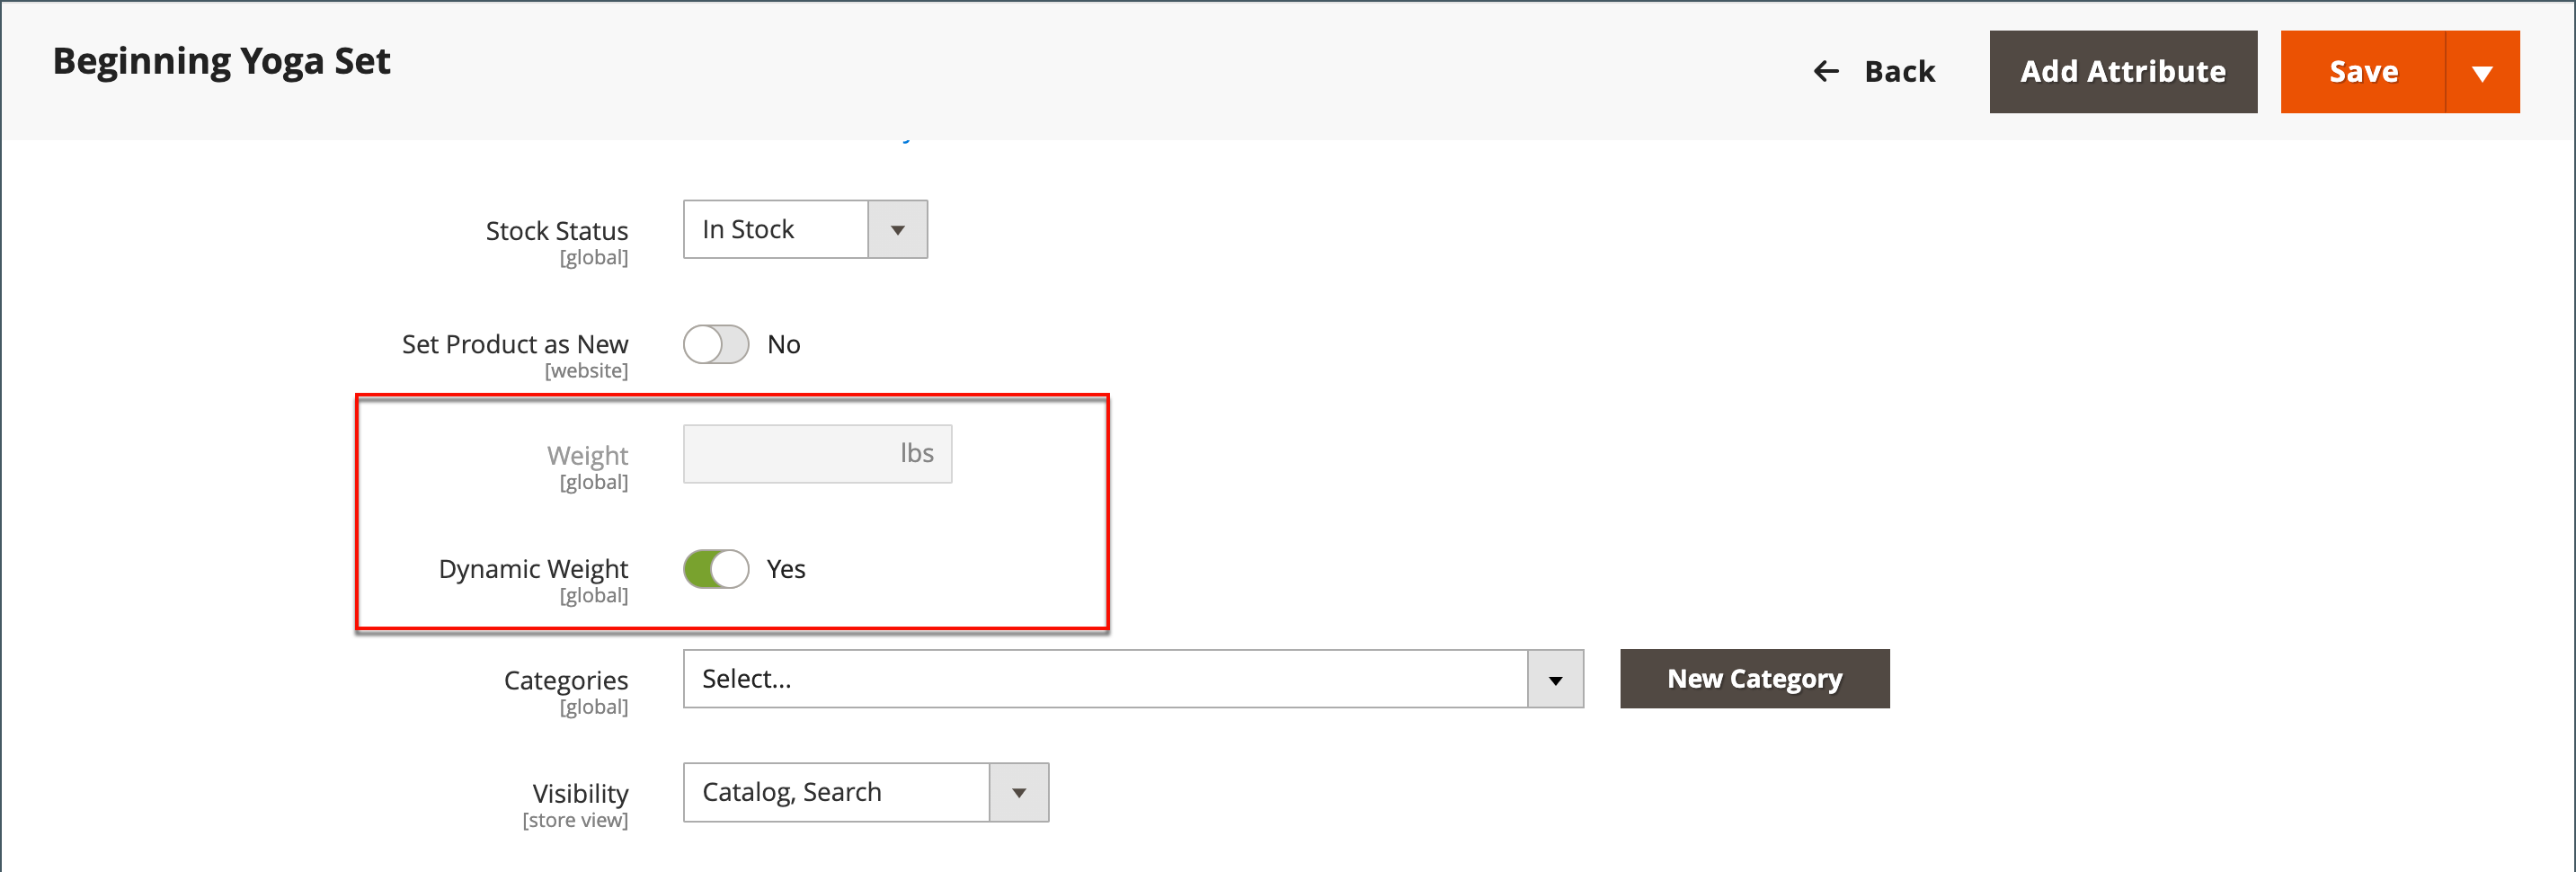 Beginning Yoga Set
Back
Add Attribute
Save
Stock Status
[global]
In Stock
Set Product as New
[website]
No
Weight
[global]
lbs
Dynamic Weight
[global]
Yes
Categories
[global]
Select...
New Category
Visibility
[store view]
Catalog, Search